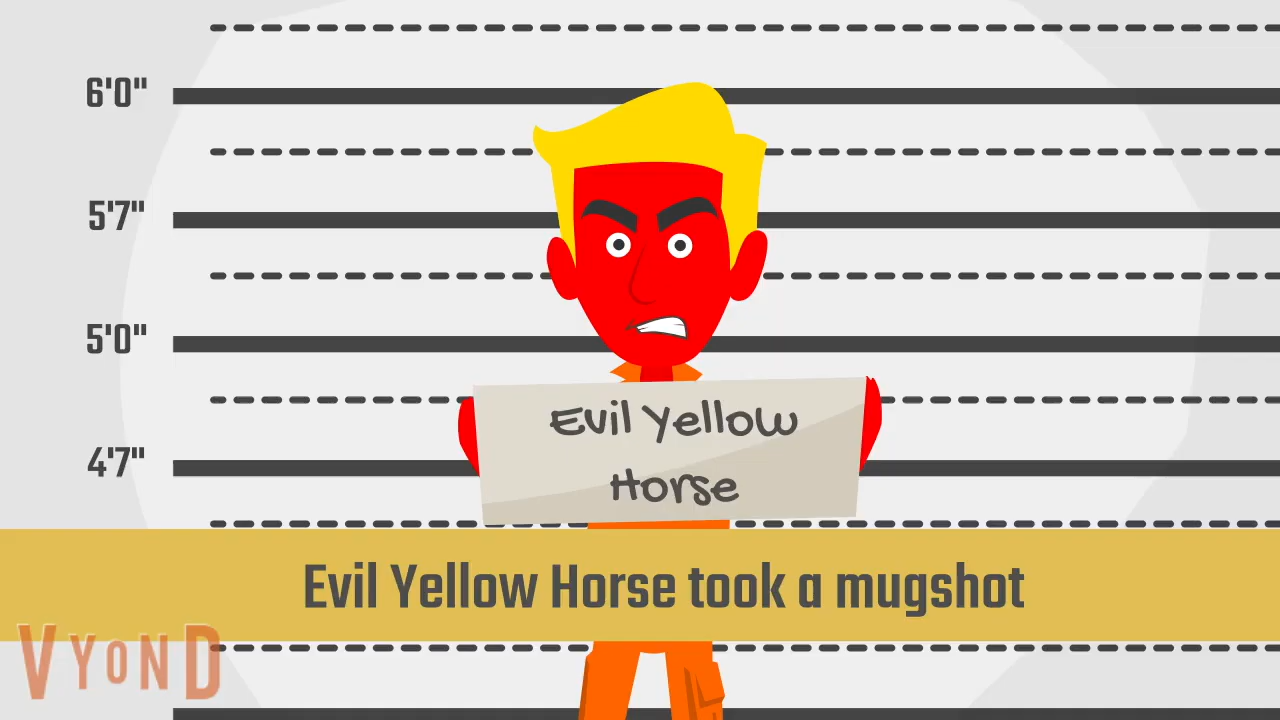 6'0"
5'7"
5'0"
4'7"
Evil Yellow
Horse
Evil Yellow Horse took a mugshot
VYOND